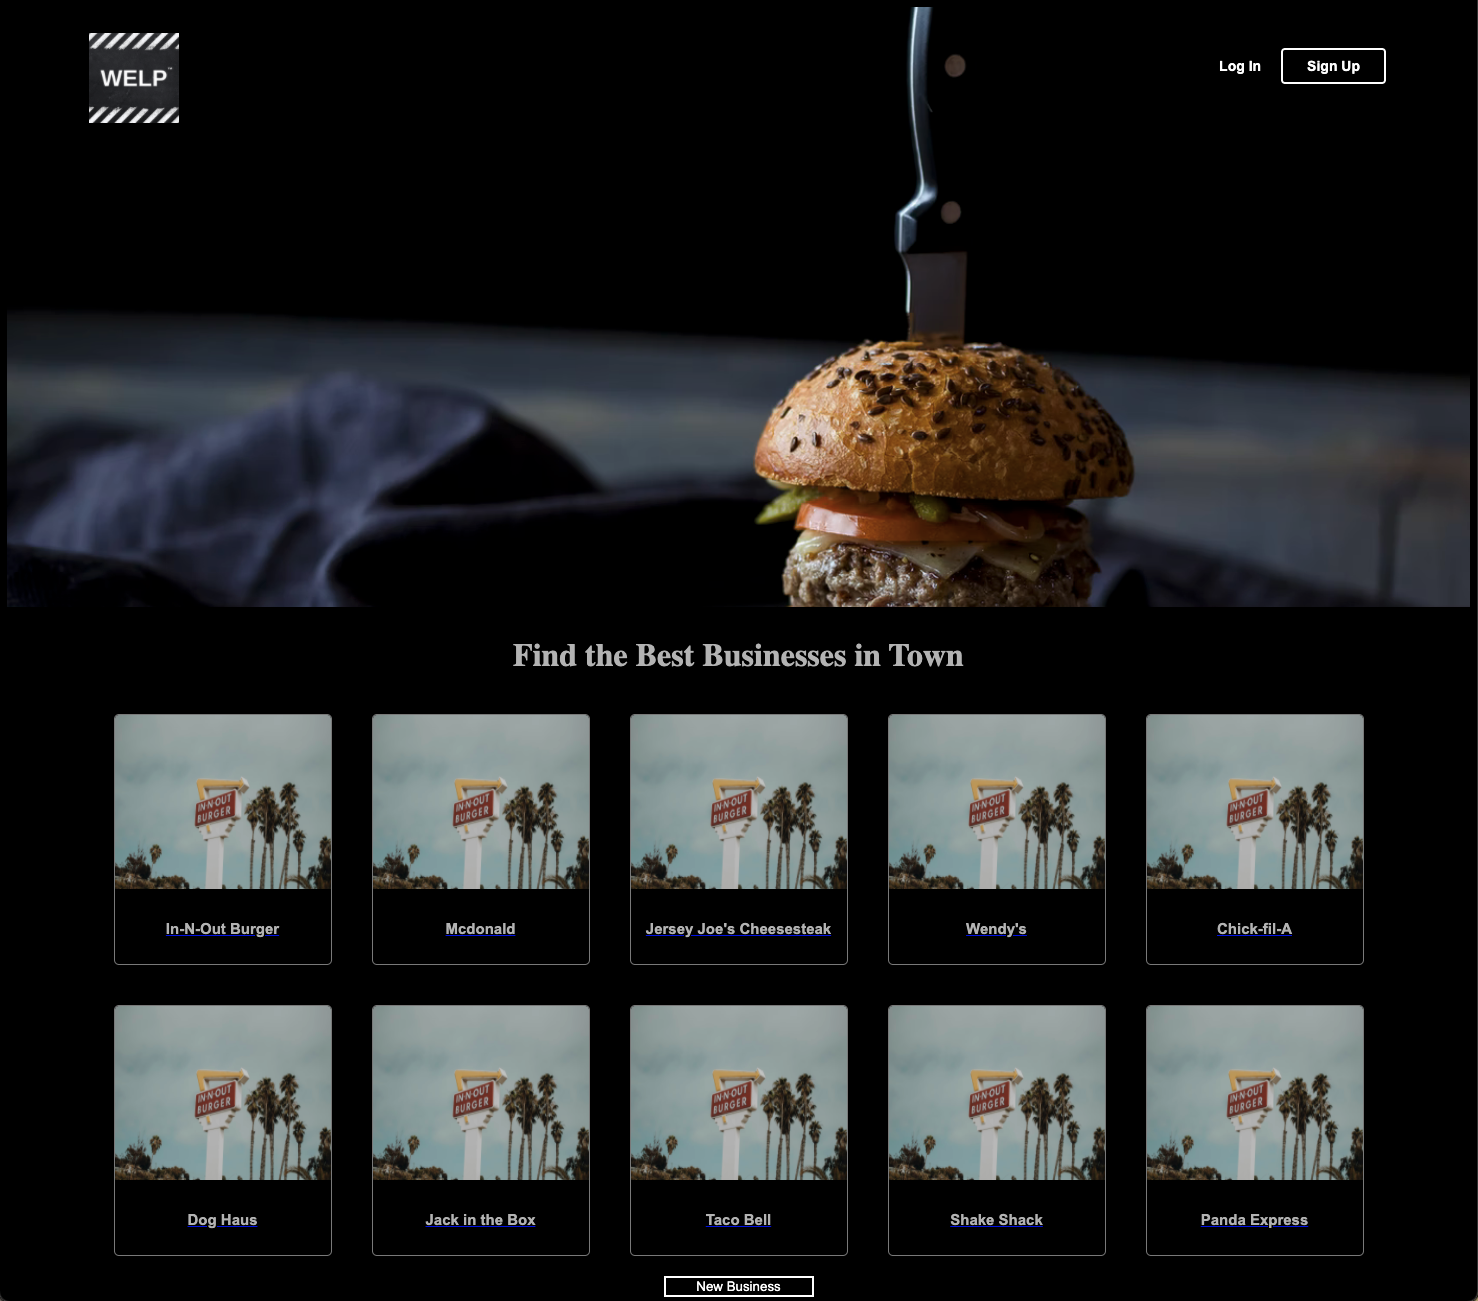 WELP™
Log In
Sign Up
Find the Best Businesses in Town
IN-N-OUT
BURGER
IN-N-OUT
BURGER
IN-N-OUT
BURGER
IN-N-OUT
BURGER
IN-N-OUT
BURGER
In-N-Out Burger
Mcdonald
Jersey Joe's Cheesesteak
Wendy's
Chick-fil-A
IN-N-OUT
BURGER
IN-N-OUT
BURGER
IN-N-OUT
BURGER
IN-N-OUT
BURGER
IN-N-OUT
BURGER
Dog Haus
Jack in the Box
Taco Bell
Shake Shack
Panda Express
New Business